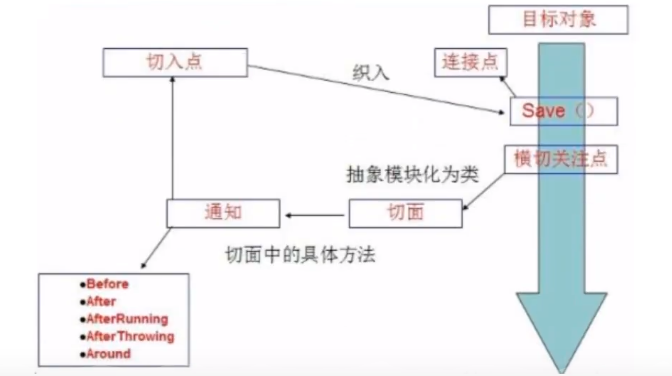 目标对象
切入点
连接点
织入
Save（）
横切关注点
抽象模块化为类
通知
切面
切面中的具体方法
●Before
●After
●AfterRunning
●AfterThrowing
●Around